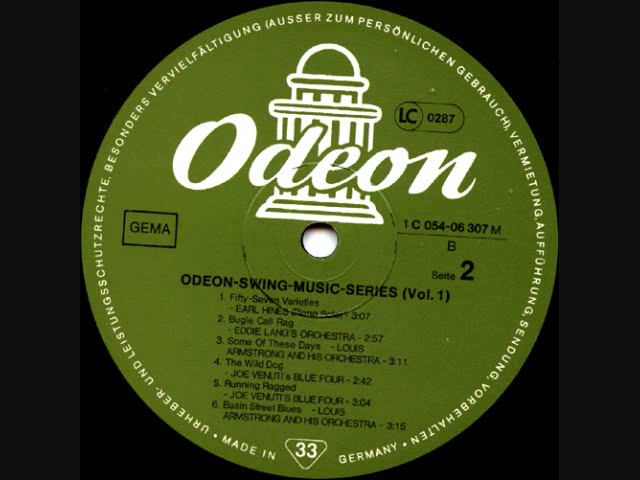 URHEBER- UND LEISTUNGSSCHUTZRECHTE, BESONDERS VERVIELFÄLTIGUNG (AUSSER ZUM PERSÖNLICHEN GEBRAUCH), VERMIETUNG, AUFFÜHRUNG, SENDUNG, VORBEHALTEN
Odeon
LC 0287
GEMA
1 C 054-06 307 M
B
Seite 2
ODEON-SWING-MUSIC-SERIES (Vol. 1)
1. Fifty-Seven Varieties
- EARL HINES (Piano Solo) - 3:07
2. Bugle Call Rag
- EDDIE LANG's ORCHESTRA - 2:57
3. Some Of These Days - LOUIS
ARMSTRONG AND HIS ORCHESTRA - 3:11
4. The Wild Dog
- JOE VENUTI's BLUE FOUR - 2:42
5. Running Ragged
- JOE VENUTI's BLUE FOUR - 3:04
6. Basin Street Blues - LOUIS
ARMSTRONG AND HIS ORCHESTRA - 3:15
MADE IN 33 GERMANY